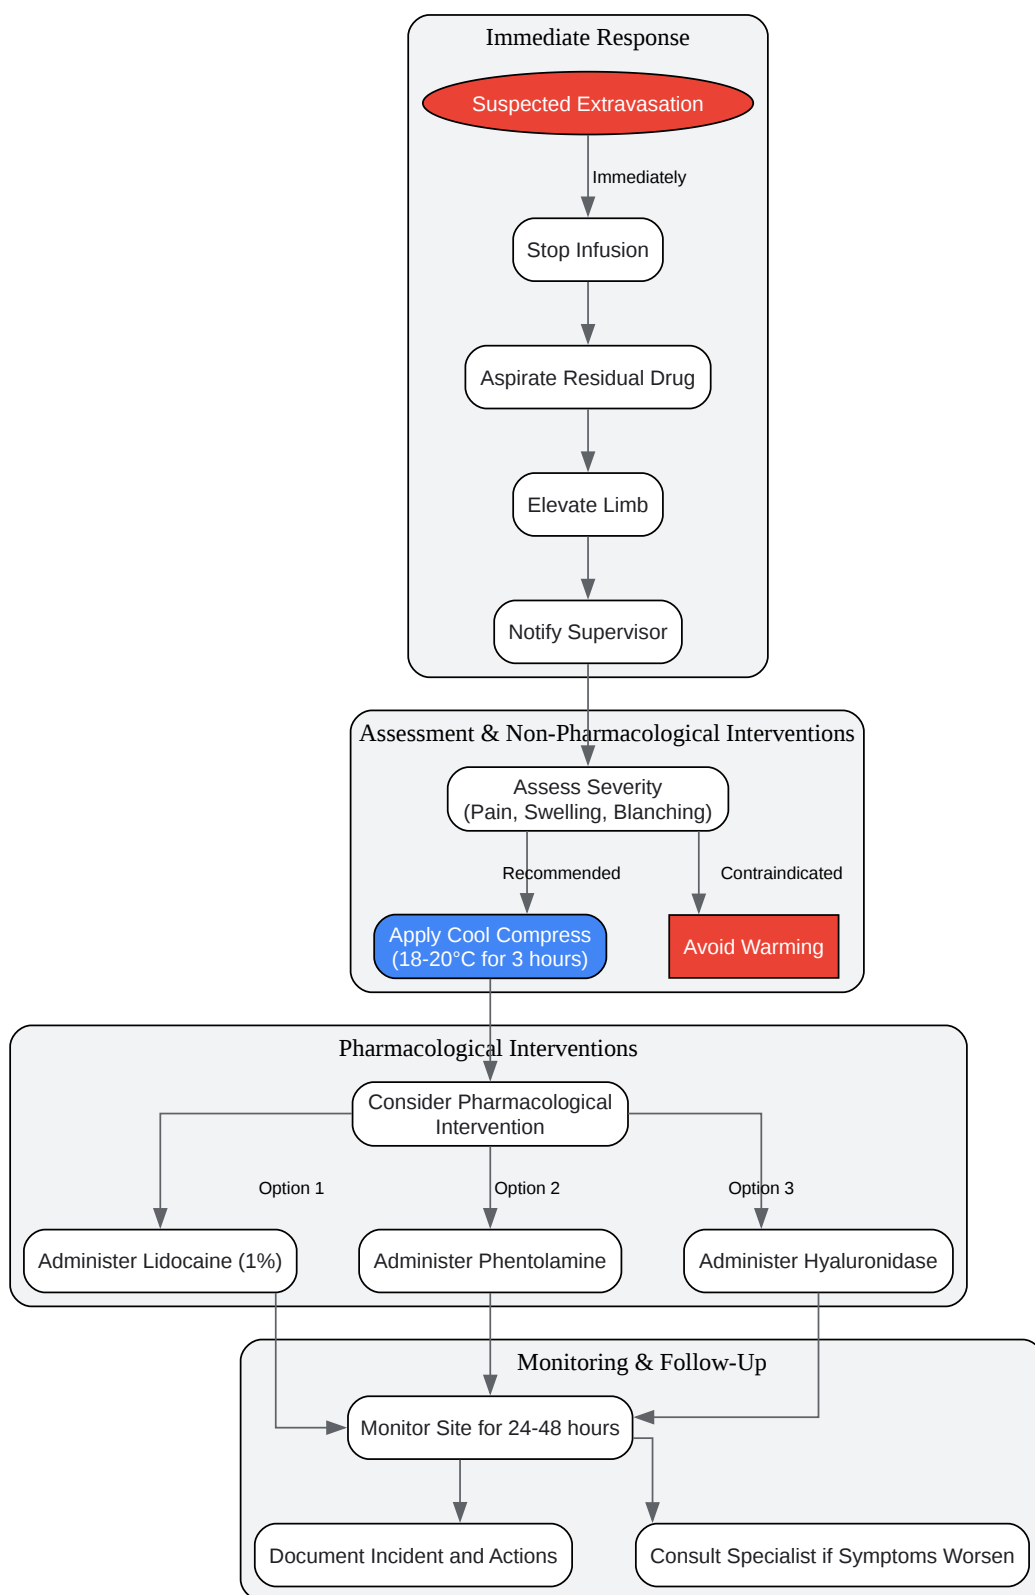 Immediate Response
Suspected Extravasation
Immediately
Stop Infusion
Aspirate Residual Drug
Elevate Limb
Notify Supervisor
Assessment & Non-Pharmacological Interventions
Assess Severity
(Pain, Swelling, Blanching)
Recommended
Contraindicated
Apply Cool Compress
(18-20°C for 3 hours)
Avoid Warming
Pharmacological Interventions
Consider Pharmacological
Intervention
Option 1
Option 2
Option 3
Administer Lidocaine (1%)
Administer Phentolamine
Administer Hyaluronidase
Monitoring & Follow-Up
Monitor Site for 24-48 hours
Document Incident and Actions
Consult Specialist if Symptoms Worsen